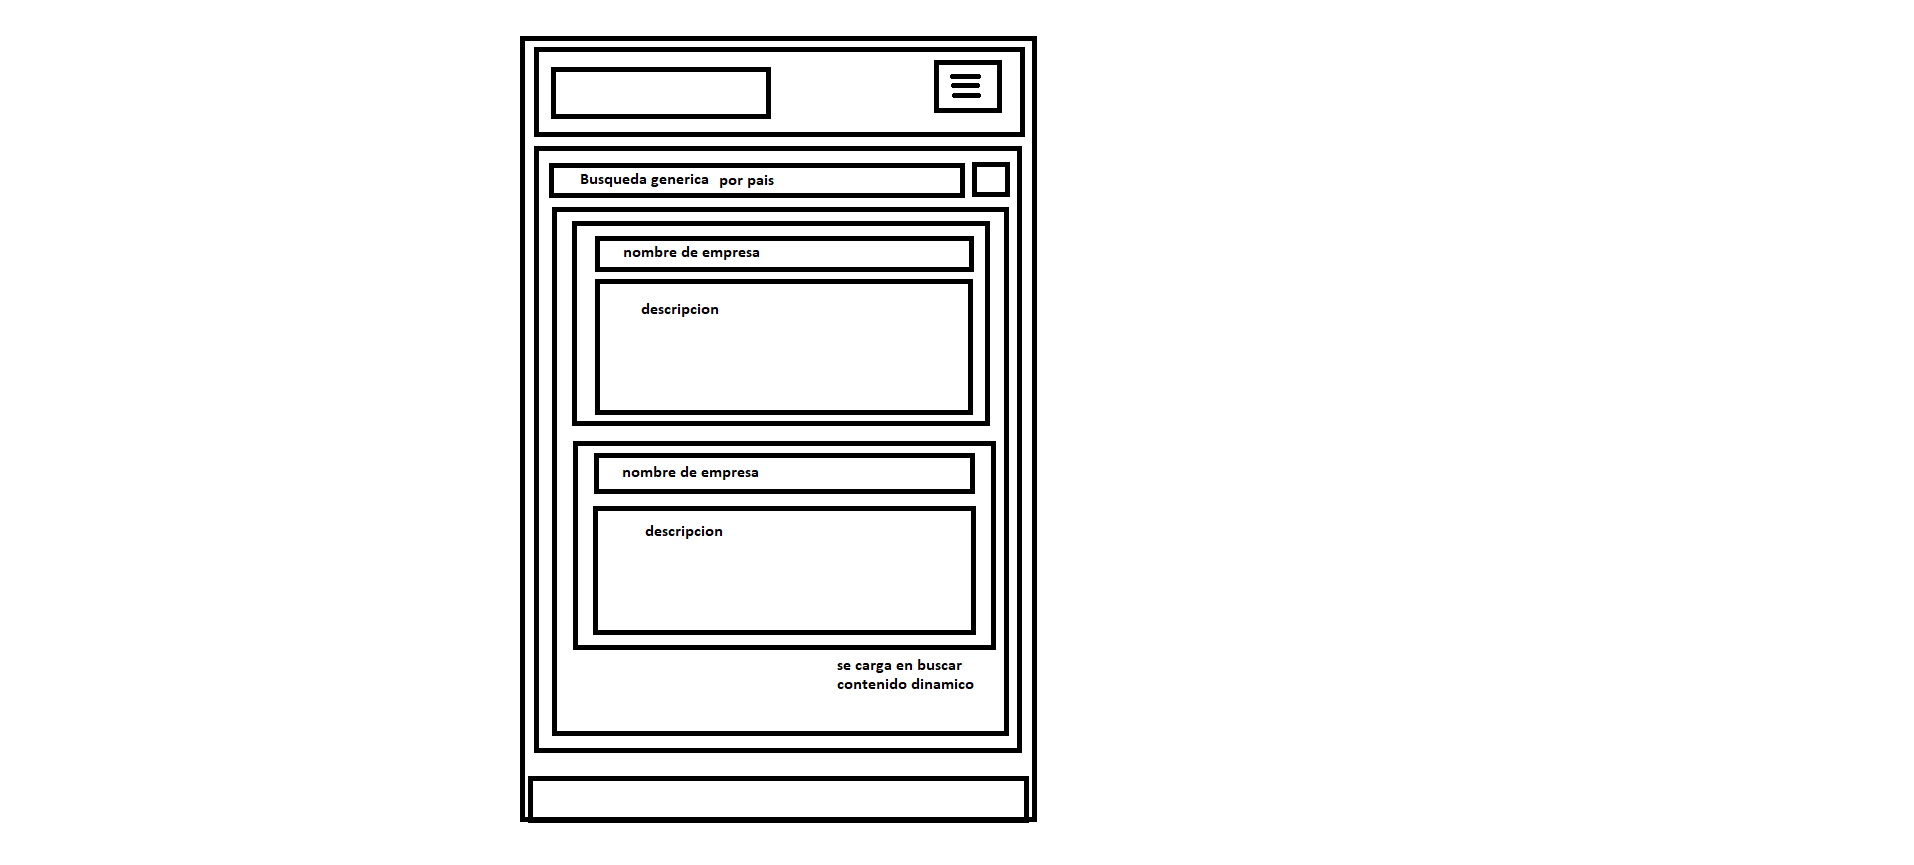 Busqueda generica por pais
nombre de empresa
descripcion
nombre de empresa
descripcion
se carga en buscar
contenido dinamico